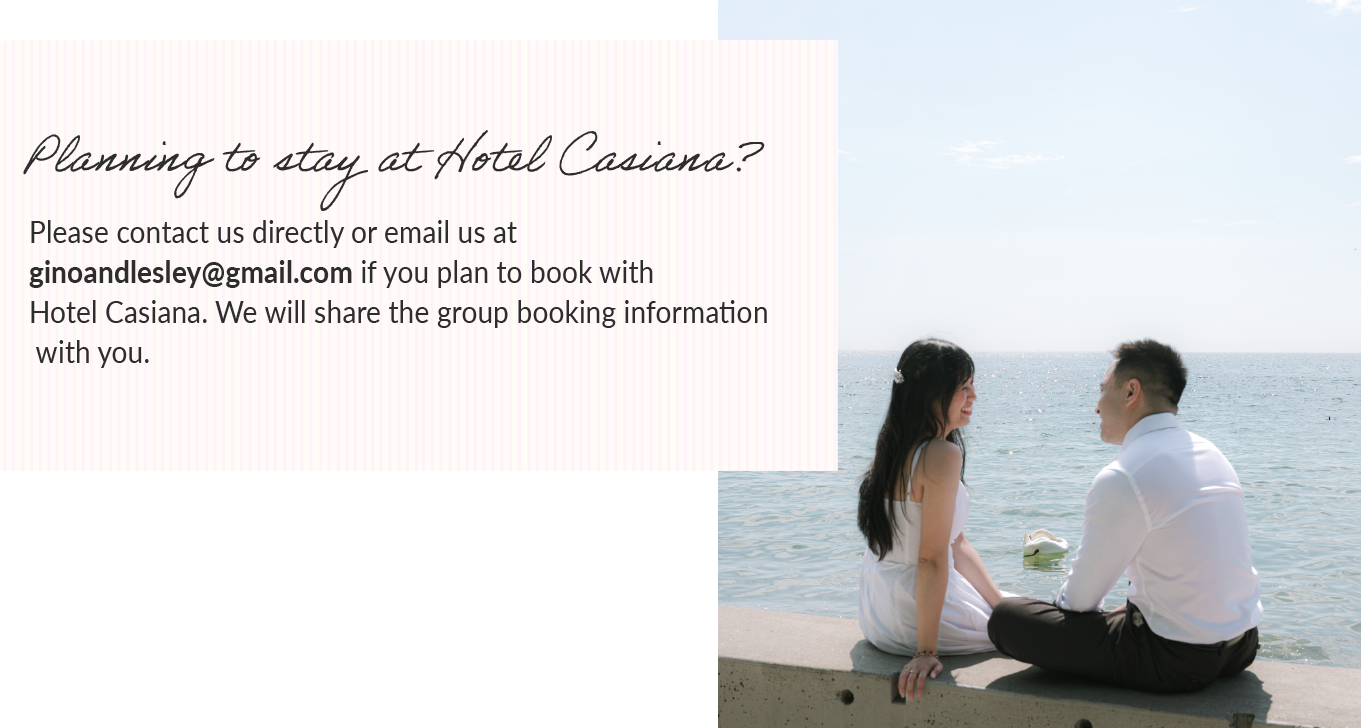 Planning to stay at Hotel Casiana?
Please contact us directly or email us at
ginoandlesley@gmail.com if you plan to book with
Hotel Casiana. We will share the group booking information
with you.